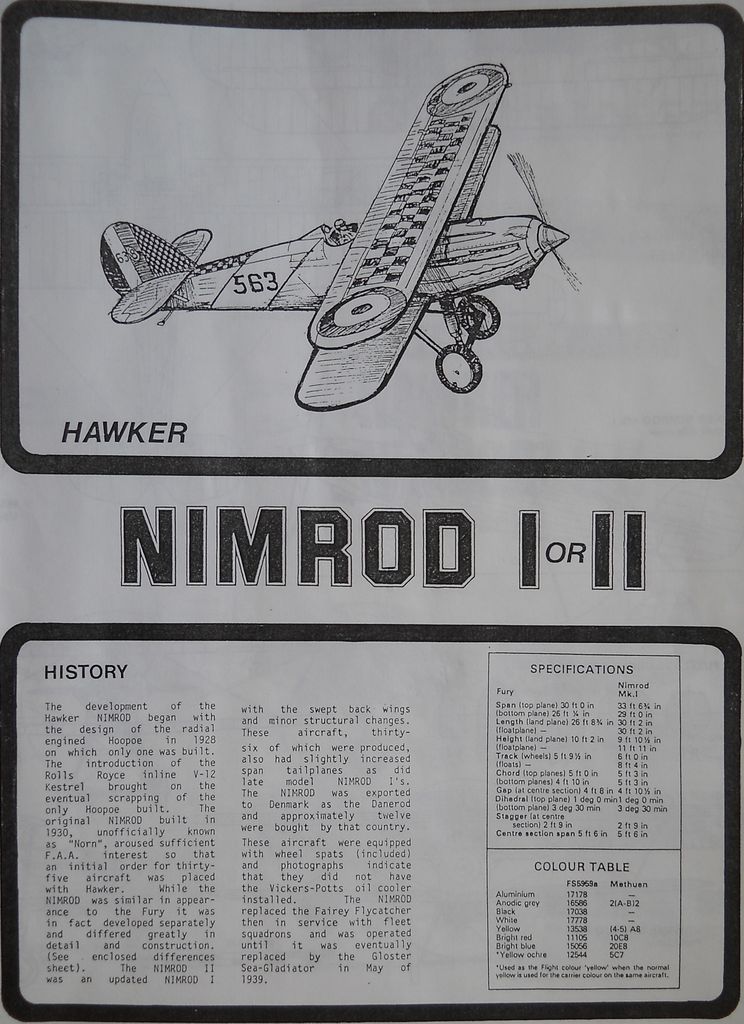 563
HAWKER
NIMROD I OR II
HISTORY
The development of the
Hawker NIMROD began with
the design of the radial
engined Hoopoe in 1928
on which only one was built.
The introduction of the
Rolls Royce inline V-12
Kestrel brought on the
eventual scrapping of the
only Hoopoe built. The
original NIMROD built in
1930, unofficially known
as "Norn", aroused sufficient
F.A.A. interest so that
an initial order for thirty-
five aircraft was placed
with Hawker. While the
NIMROD was similar in appear-
ance to the Fury it was
in fact developed separately
and differed greatly in
detail and construction.
(See enclosed differences
sheet). The NIMROD II
was an updated NIMROD I
with the swept back wings
and minor structural changes.
These aircraft, thirty-
six of which were produced,
also had slightly increased
span tailplanes as did
late model NIMROD I's.
The NIMROD was exported
to Denmark as the Danerod
and approximately twelve
were bought by that country.
These aircraft were equipped
with wheel spats (included)
and photographs indicate
that they did not have
the Vickers-Potts oil cooler
installed. The NIMROD
replaced the Fairey Flycatcher
then in service with fleet
squadrons and was operated
until it was eventually
replaced by the Gloster
Sea-Gladiator in May of
1939.
SPECIFICATIONS
Nimrod
Fury Mk.I
Span (top plane) 30 ft 0 in 33 ft 6¾ in
(bottom plane) 26 ft ¼ in 29 ft 0 in
Length (land plane) 26 ft 8¾ in 30 ft 2 in
(floatplane) — 30 ft 2 in
Height (land plane) 10 ft 2 in 9 ft 10½ in
(floatplane) — 11 ft 11 in
Track (wheels) 5 ft 9½ in 6 ft 0 in
(floats) — 8 ft 4 in
Chord (top planes) 5 ft 0 in 5 ft 3 in
(bottom planes) 4 ft 10 in 5 ft 3 in
Gap (at centre section) 4 ft 8 in 4 ft 10½ in
Dihedral (top plane) 1 deg 0 min 1 deg 0 min
(bottom plane) 3 deg 30 min 3 deg 30 min
Stagger (at centre
section) 2 ft 9 in 2 ft 9 in
Centre section span 5 ft 6 in 5 ft 6 in
COLOUR TABLE
FS5959a Methuen
Aluminium 17178 —
Anodic grey 16586 2(A-B)2
Black 17038 —
White 17778 —
Yellow 13538 (4-5) A8
Bright red 11105 10C8
Bright blue 15056 20E8
*Yellow ochre 12544 5C7
*Used as the Flight colour 'yellow' when the normal
yellow is used for the carrier colour on the same aircraft.